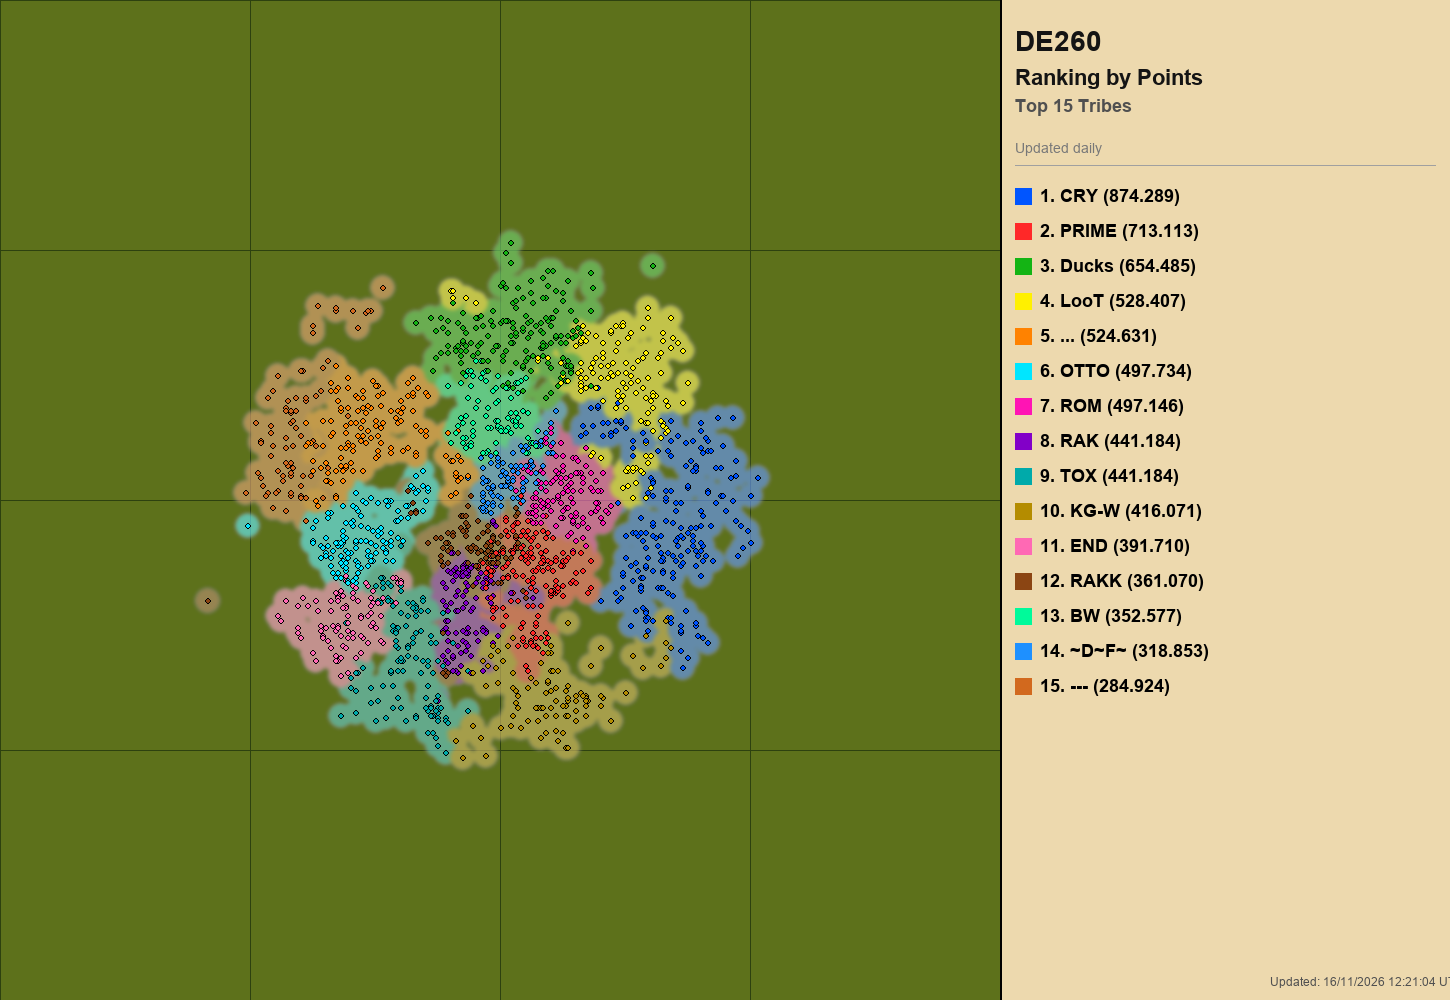 DE260
Ranking by Points
Top 15 Tribes
Updated daily
1. CRY (874.289)
2. PRIME (713.113)
3. Ducks (654.485)
4. LooT (528.407)
5. ... (524.631)
6. OTTO (497.734)
7. ROM (497.146)
8. RAK (441.184)
9. TOX (441.184)
10. KG-W (416.071)
11. END (391.710)
12. RAKK (361.070)
13. BW (352.577)
14. ~D~F~ (318.853)
15. --- (284.924)
Updated: 16/11/2026 12:21:04 U